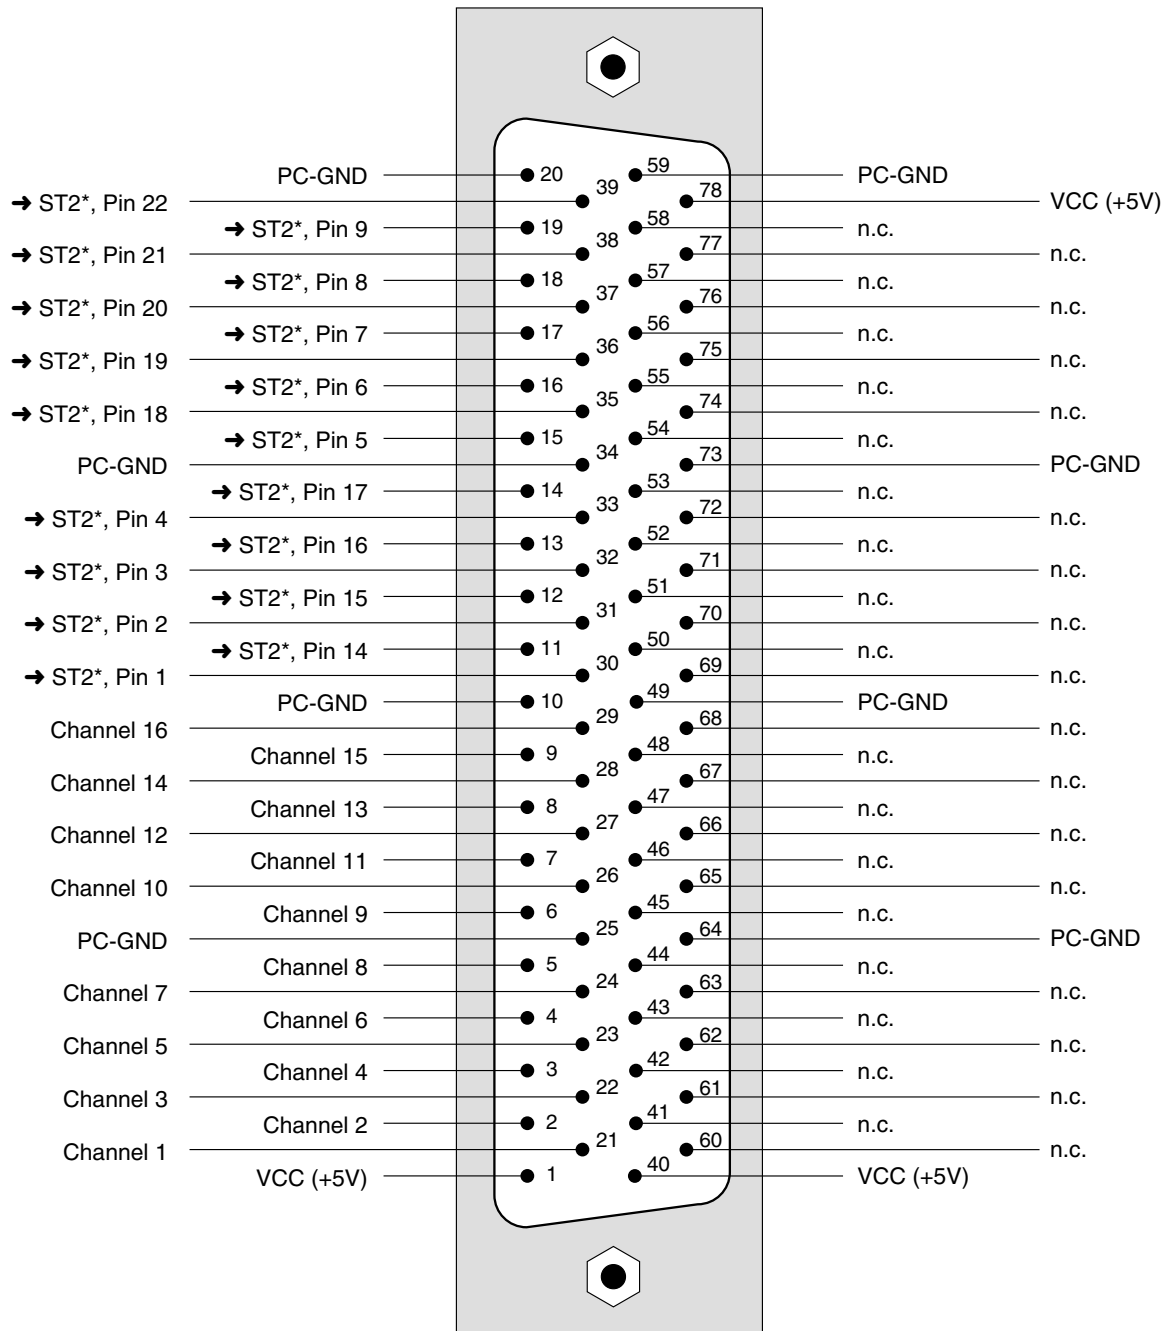 PC-GND 20 59 PC-GND
➜ ST2*, Pin 22 39 78 VCC (+5V)
➜ ST2*, Pin 9 19 58 n.c.
➜ ST2*, Pin 21 38 77 n.c.
➜ ST2*, Pin 8 18 57 n.c.
➜ ST2*, Pin 20 37 76 n.c.
➜ ST2*, Pin 7 17 56 n.c.
➜ ST2*, Pin 19 36 75 n.c.
➜ ST2*, Pin 6 16 55 n.c.
➜ ST2*, Pin 18 35 74 n.c.
➜ ST2*, Pin 5 15 54 n.c.
PC-GND 34 73 PC-GND
➜ ST2*, Pin 17 14 53 n.c.
➜ ST2*, Pin 4 33 72 n.c.
➜ ST2*, Pin 16 13 52 n.c.
➜ ST2*, Pin 3 32 71 n.c.
➜ ST2*, Pin 15 12 51 n.c.
➜ ST2*, Pin 2 31 70 n.c.
➜ ST2*, Pin 14 11 50 n.c.
➜ ST2*, Pin 1 30 69 n.c.
PC-GND 10 49 PC-GND
Channel 16 29 68 n.c.
Channel 15 9 48 n.c.
Channel 14 28 67 n.c.
Channel 13 8 47 n.c.
Channel 12 27 66 n.c.
Channel 11 7 46 n.c.
Channel 10 26 65 n.c.
Channel 9 6 45 n.c.
PC-GND 25 64 PC-GND
Channel 8 5 44 n.c.
Channel 7 24 63 n.c.
Channel 6 4 43 n.c.
Channel 5 23 62 n.c.
Channel 4 3 42 n.c.
Channel 3 22 61 n.c.
Channel 2 2 41 n.c.
Channel 1 21 60 n.c.
VCC (+5V) 1 40 VCC (+5V)